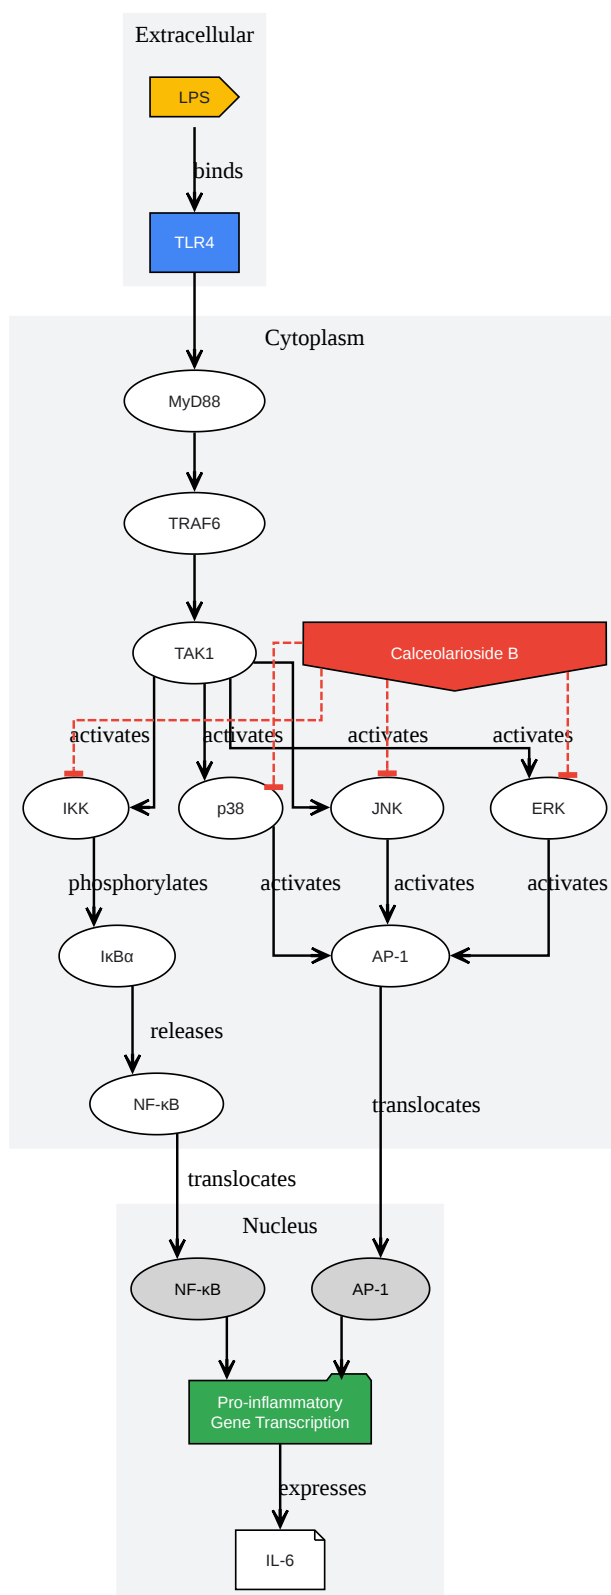 Extracellular
LPS
binds
TLR4
Cytoplasm
MyD88
TRAF6
TAK1
Calceolarioside B
activates
activates
activates
activates
IKK
p38
JNK
ERK
phosphorylates
activates
activates
activates
IκBα
AP-1
releases
NF-κB
translocates
translocates
Nucleus
NF-κB
AP-1
Pro-inflammatory
Gene Transcription
expresses
IL-6